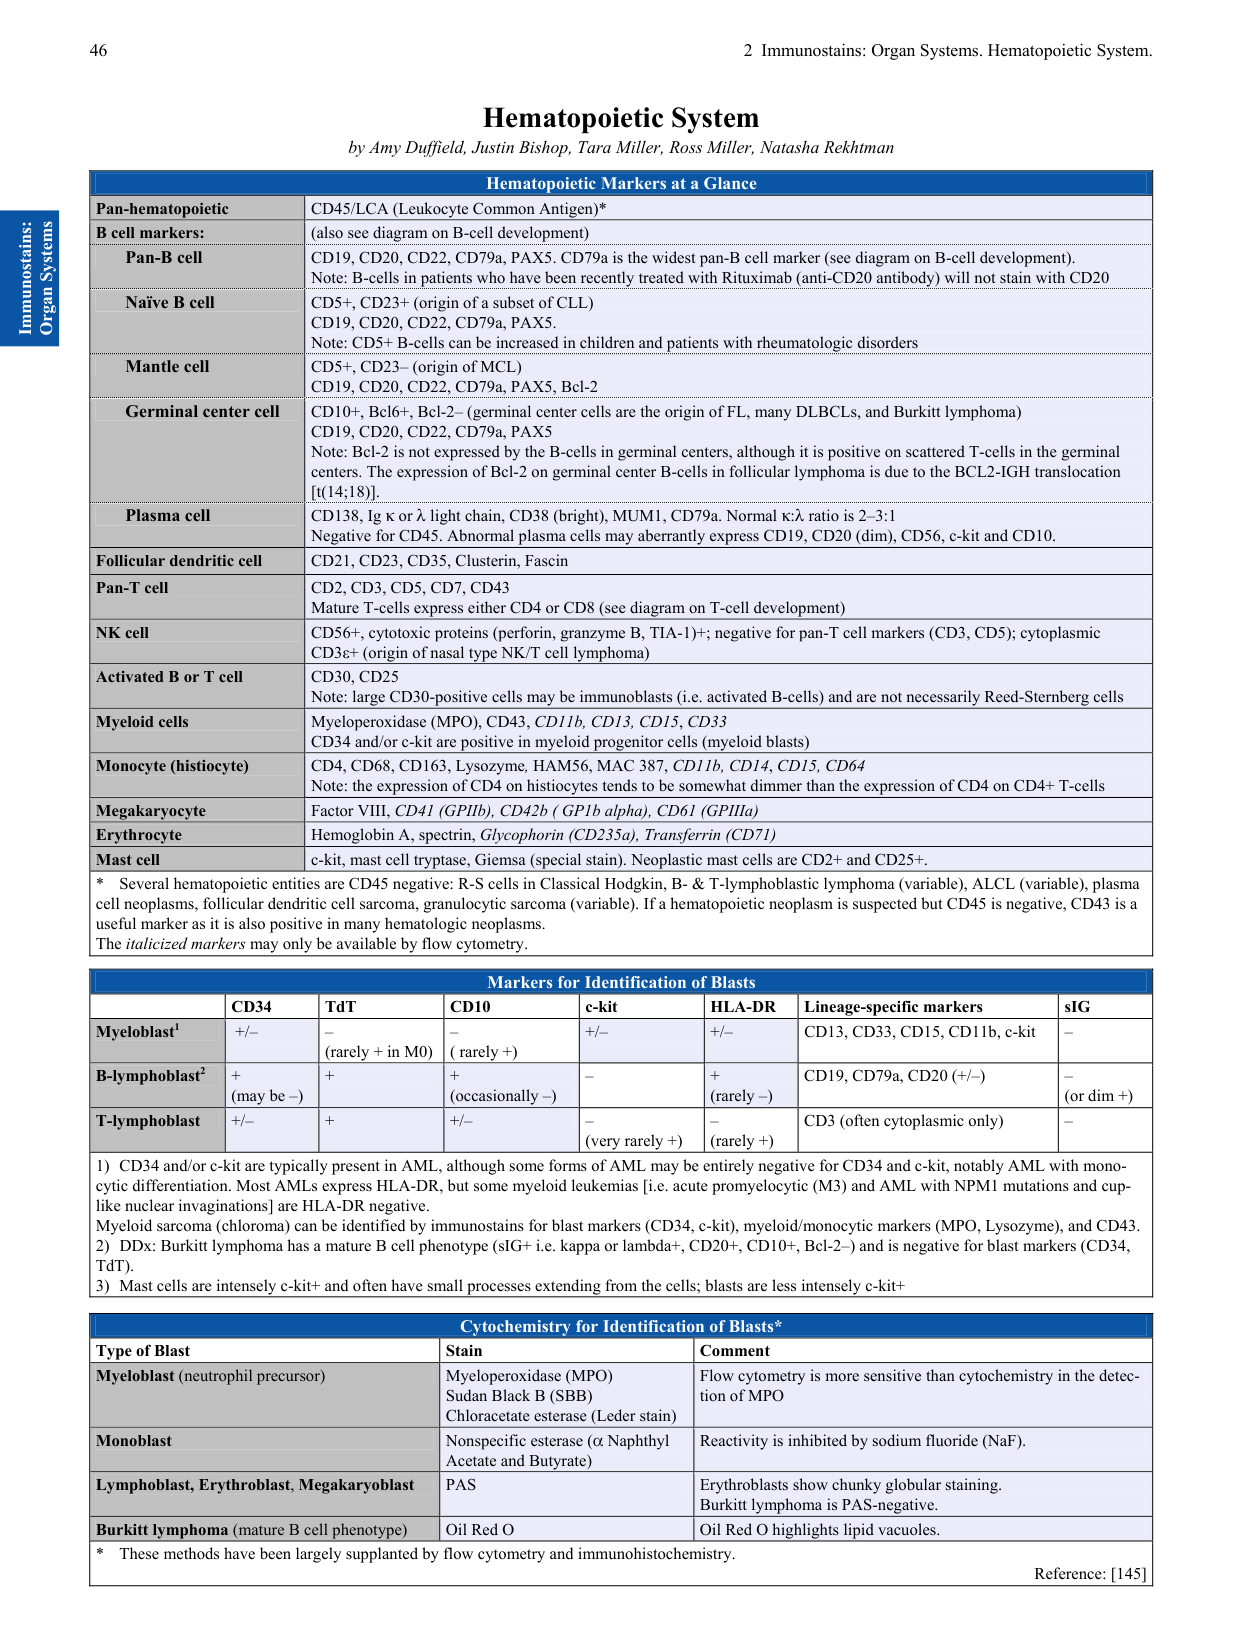 46
2 Immunostains: Organ Systems. Hematopoietic System.
Immunostains:
Organ Systems
Hematopoietic System
by Amy Duffield, Justin Bishop, Tara Miller, Ross Miller, Natasha Rekhtman
Hematopoietic Markers at a Glance
Pan-hematopoietic CD45/LCA (Leukocyte Common Antigen)*
B cell markers: (also see diagram on B-cell development)
Pan-B cell CD19, CD20, CD22, CD79a, PAX5. CD79a is the widest pan-B cell marker (see diagram on B-cell development).
Note: B-cells in patients who have been recently treated with Rituximab (anti-CD20 antibody) will not stain with CD20
Naïve B cell CD5+, CD23+ (origin of a subset of CLL)
CD19, CD20, CD22, CD79a, PAX5.
Note: CD5+ B-cells can be increased in children and patients with rheumatologic disorders
Mantle cell CD5+, CD23– (origin of MCL)
CD19, CD20, CD22, CD79a, PAX5, Bcl-2
Germinal center cell CD10+, Bcl6+, Bcl-2– (germinal center cells are the origin of FL, many DLBCLs, and Burkitt lymphoma)
CD19, CD20, CD22, CD79a, PAX5
Note: Bcl-2 is not expressed by the B-cells in germinal centers, although it is positive on scattered T-cells in the germinal
centers. The expression of Bcl-2 on germinal center B-cells in follicular lymphoma is due to the BCL2-IGH translocation
[t(14;18)].
Plasma cell CD138, Ig κ or λ light chain, CD38 (bright), MUM1, CD79a. Normal κ:λ ratio is 2–3:1
Negative for CD45. Abnormal plasma cells may aberrantly express CD19, CD20 (dim), CD56, c-kit and CD10.
Follicular dendritic cell CD21, CD23, CD35, Clusterin, Fascin
Pan-T cell CD2, CD3, CD5, CD7, CD43
Mature T-cells express either CD4 or CD8 (see diagram on T-cell development)
NK cell CD56+, cytotoxic proteins (perforin, granzyme B, TIA-1)+; negative for pan-T cell markers (CD3, CD5); cytoplasmic
CD3ε+ (origin of nasal type NK/T cell lymphoma)
Activated B or T cell CD30, CD25
Note: large CD30-positive cells may be immunoblasts (i.e. activated B-cells) and are not necessarily Reed-Sternberg cells
Myeloid cells Myeloperoxidase (MPO), CD43, CD11b, CD13, CD15, CD33
CD34 and/or c-kit are positive in myeloid progenitor cells (myeloid blasts)
Monocyte (histiocyte) CD4, CD68, CD163, Lysozyme, HAM56, MAC 387, CD11b, CD14, CD15, CD64
Note: the expression of CD4 on histiocytes tends to be somewhat dimmer than the expression of CD4 on CD4+ T-cells
Megakaryocyte Factor VIII, CD41 (GPIIb), CD42b ( GP1b alpha), CD61 (GPIIIa)
Erythrocyte Hemoglobin A, spectrin, Glycophorin (CD235a), Transferrin (CD71)
Mast cell c-kit, mast cell tryptase, Giemsa (special stain). Neoplastic mast cells are CD2+ and CD25+.
* Several hematopoietic entities are CD45 negative: R-S cells in Classical Hodgkin, B- & T-lymphoblastic lymphoma (variable), ALCL (variable), plasma
cell neoplasms, follicular dendritic cell sarcoma, granulocytic sarcoma (variable). If a hematopoietic neoplasm is suspected but CD45 is negative, CD43 is a
useful marker as it is also positive in many hematologic neoplasms.
The italicized markers may only be available by flow cytometry.
Markers for Identification of Blasts
CD34 TdT CD10 c-kit HLA-DR Lineage-specific markers sIG
Myeloblast1 +/– – – +/– +/– CD13, CD33, CD15, CD11b, c-kit –
(rarely + in M0) ( rarely +)
B-lymphoblast2 + + + – + CD19, CD79a, CD20 (+/–) –
(may be –) (occasionally –) (rarely –) (or dim +)
T-lymphoblast +/– + +/– – – CD3 (often cytoplasmic only) –
(very rarely +) (rarely +)
1) CD34 and/or c-kit are typically present in AML, although some forms of AML may be entirely negative for CD34 and c-kit, notably AML with mono-
cytic differentiation. Most AMLs express HLA-DR, but some myeloid leukemias [i.e. acute promyelocytic (M3) and AML with NPM1 mutations and cup-
like nuclear invaginations] are HLA-DR negative.
Myeloid sarcoma (chloroma) can be identified by immunostains for blast markers (CD34, c-kit), myeloid/monocytic markers (MPO, Lysozyme), and CD43.
2) DDx: Burkitt lymphoma has a mature B cell phenotype (sIG+ i.e. kappa or lambda+, CD20+, CD10+, Bcl-2–) and is negative for blast markers (CD34,
TdT).
3) Mast cells are intensely c-kit+ and often have small processes extending from the cells; blasts are less intensely c-kit+
Cytochemistry for Identification of Blasts*
Type of Blast Stain Comment
Myeloblast (neutrophil precursor) Myeloperoxidase (MPO) Flow cytometry is more sensitive than cytochemistry in the detec-
Sudan Black B (SBB) tion of MPO
Chloracetate esterase (Leder stain)
Monoblast Nonspecific esterase (α Naphthyl Reactivity is inhibited by sodium fluoride (NaF).
Acetate and Butyrate)
Lymphoblast, Erythroblast, Megakaryoblast PAS Erythroblasts show chunky globular staining.
Burkitt lymphoma is PAS-negative.
Burkitt lymphoma (mature B cell phenotype) Oil Red O Oil Red O highlights lipid vacuoles.
* These methods have been largely supplanted by flow cytometry and immunohistochemistry.
Reference: [145]